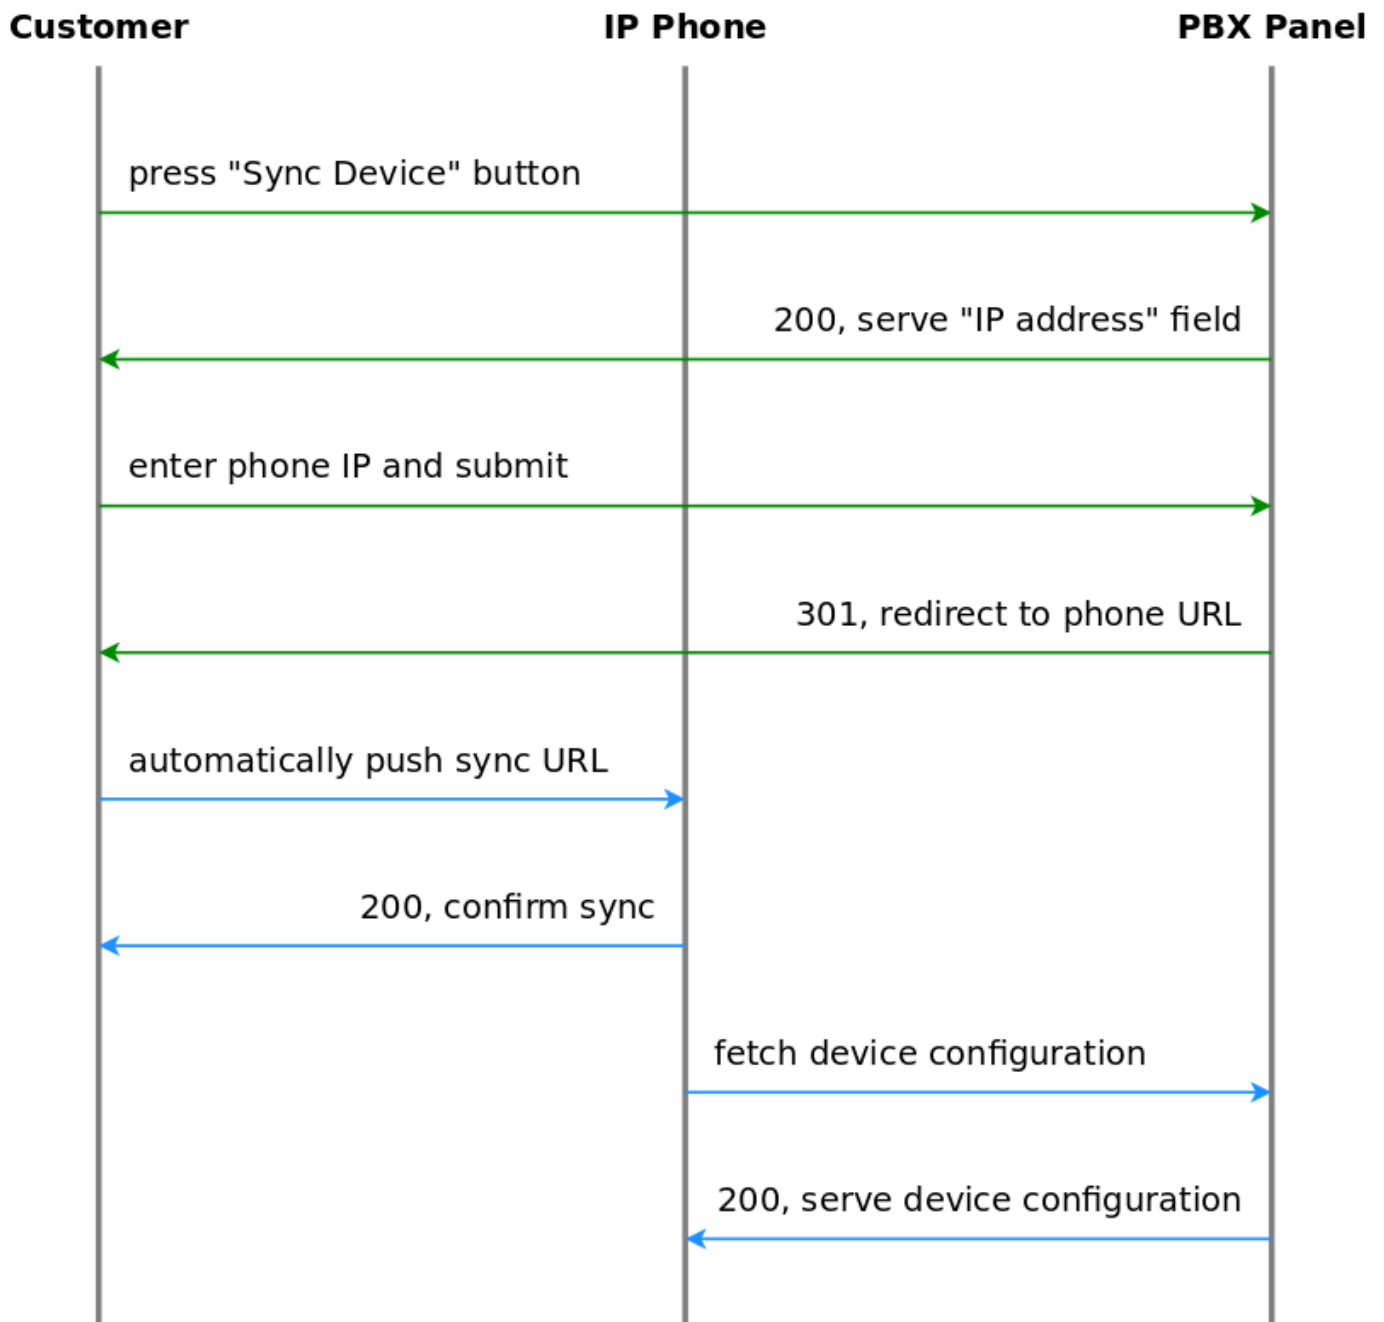 Customer IP Phone PBX Panel
press "Sync Device" button
200, serve "IP address" field
enter phone IP and submit
301, redirect to phone URL
automatically push sync URL
200, confirm sync
fetch device configuration
200, serve device configuration